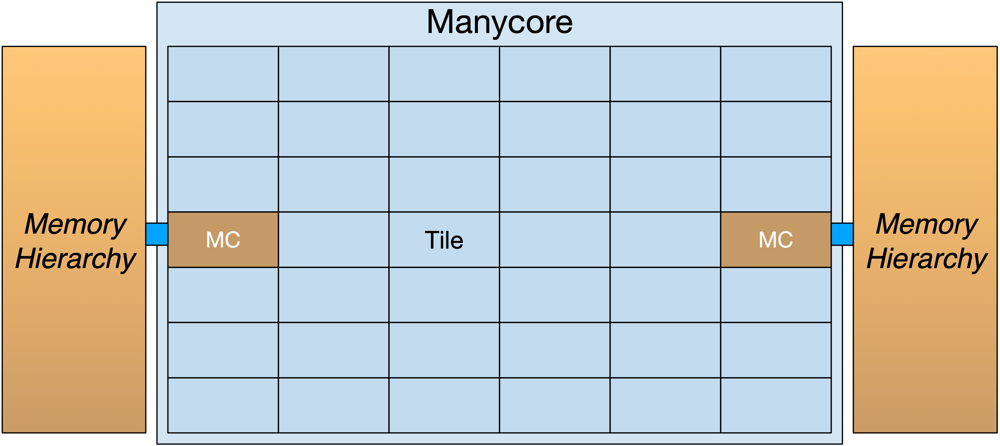 Manycore
Memory
Hierarchy
MC
Tile
MC
Memory
Hierarchy